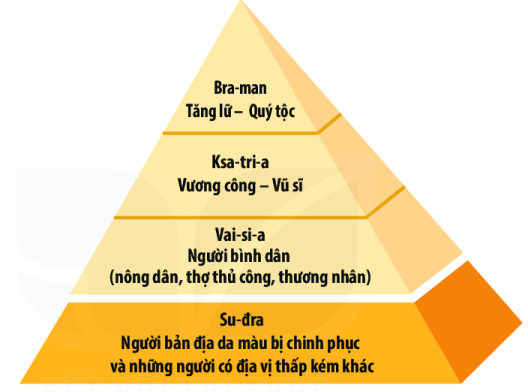 Bra-man
Tăng lữ – Quý tộc
Ksa-tri-a
Vương công – Vũ sĩ
Vai-si-a
Người bình dân
(nông dân, thợ thủ công, thương nhân)
Su-đra
Người bản địa da màu bị chinh phục
và những người có địa vị thấp kém khác